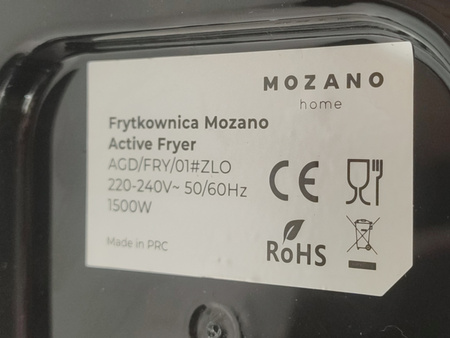 MOZANO
home
Frytkownica Mozano
Active Fryer
AGD/FRY/01#ZLO
220-240V~ 50/60Hz
1500W
CE
RoHS
Made in PRC